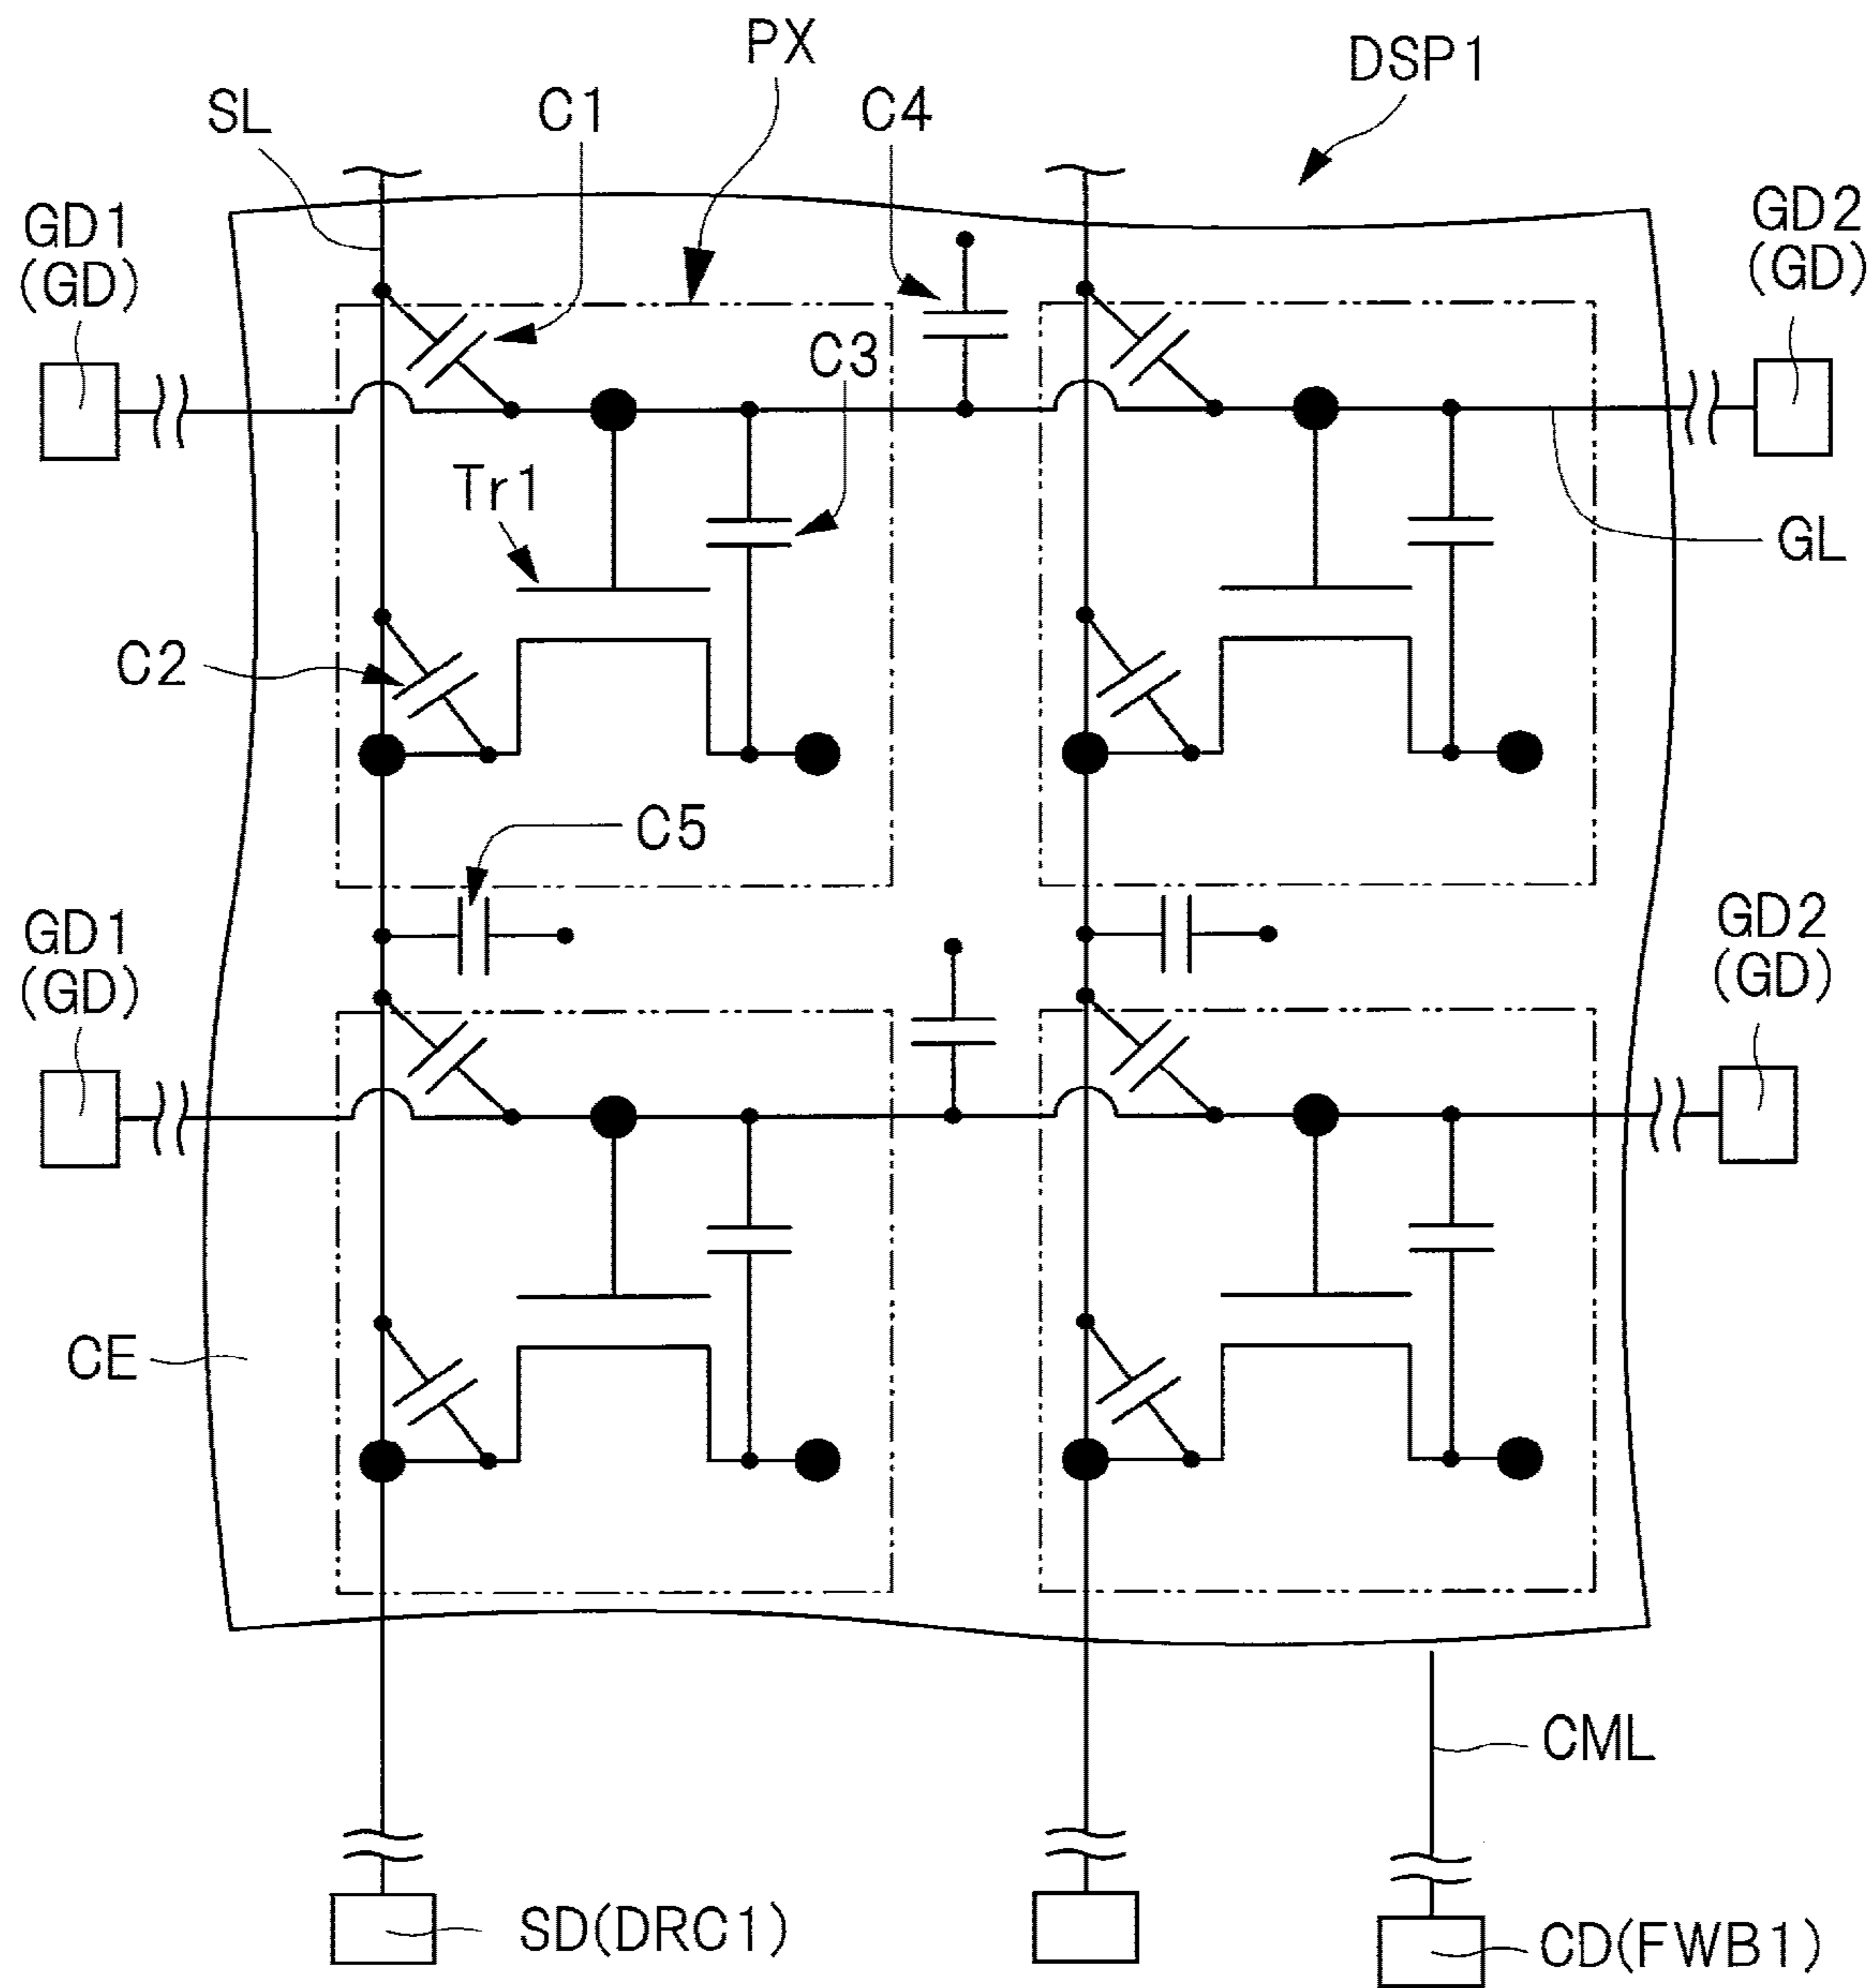 PX
DSP1
SL
C1
C4
GD1
(GD)
GD2
(GD)
C3
Tr1
GL
C2
C5
GD1
(GD)
GD2
(GD)
CE
CML
SD(DRC1)
CD(FWB1)